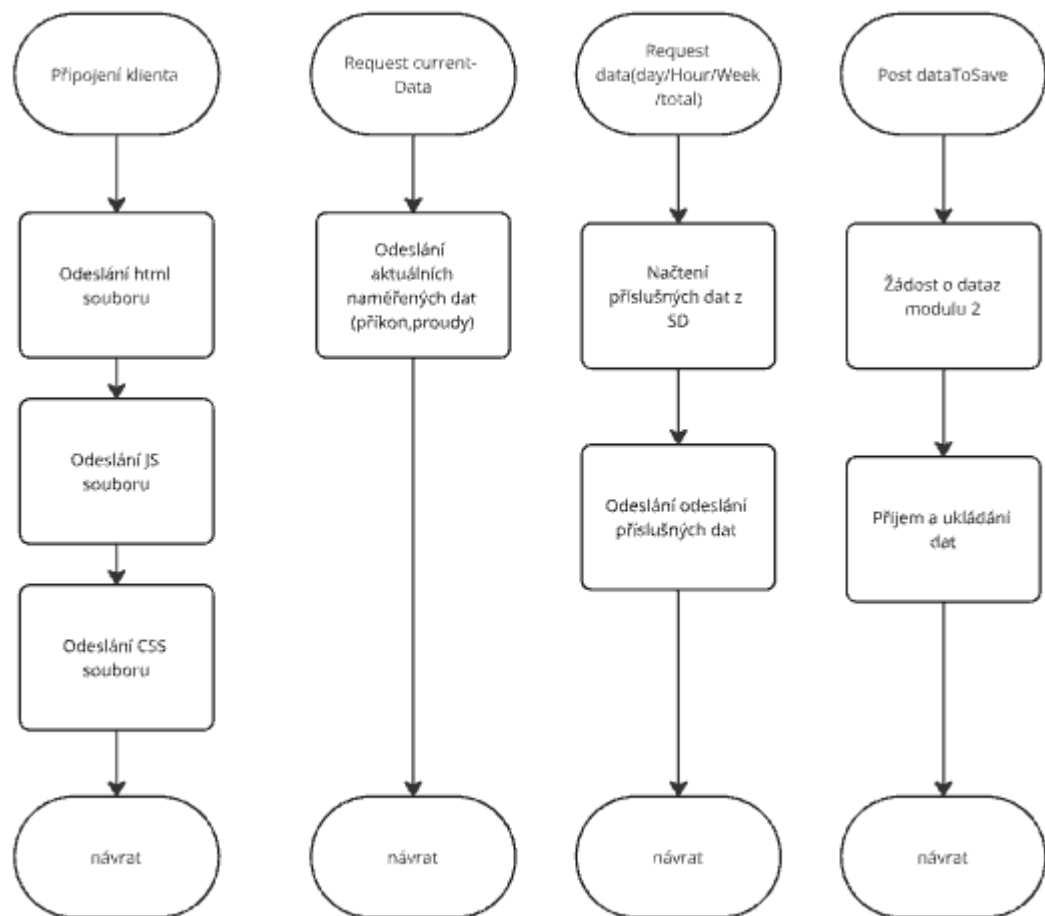 Připojení klienta
Odeslání html
souboru
Odeslání JS
souboru
Odeslání CSS
souboru
návrat
Request current-
Data
Odeslání
aktuálních
naměřených dat
(příkon,proudy)
návrat
Request
data(day/Hour/Week
/total)
Načtení
příslušných dat z
SD
Odeslání odeslání
příslušných dat
návrat
Post dataToSave
Žádost o dataz
modulu 2
Příjem a ukládání
dat
návrat